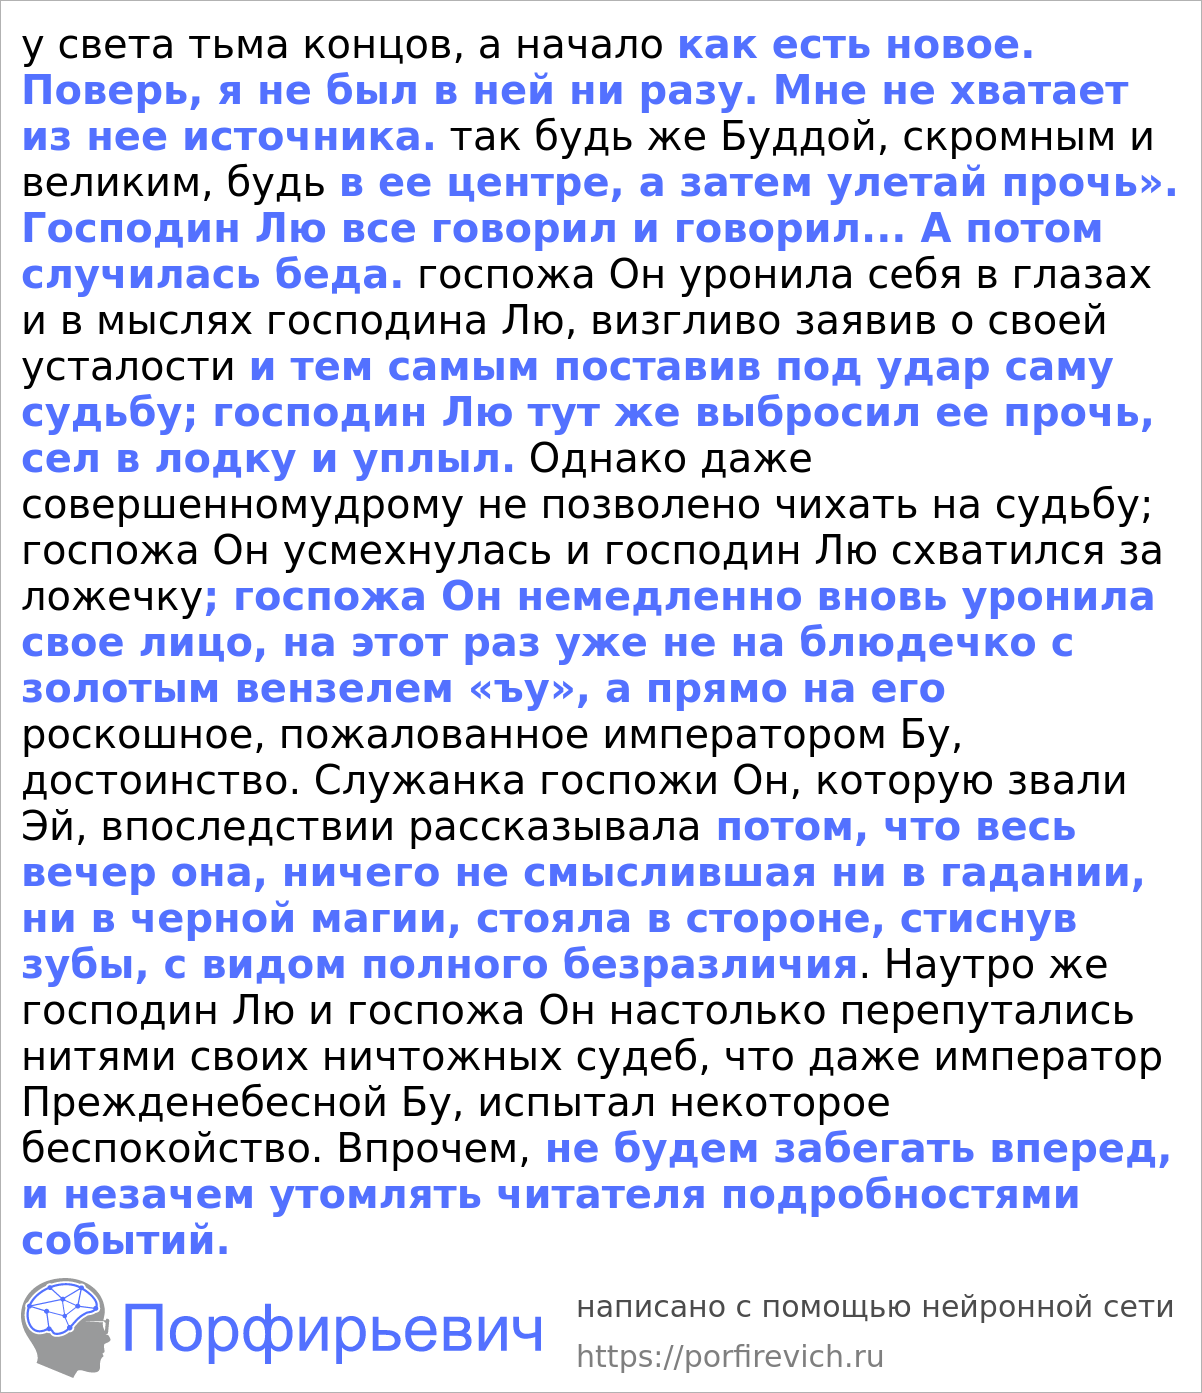 у света тьма концов, а начало как есть новое.
Поверь, я не был в ней ни разу. Мне не хватает
из нее источника. так будь же Буддой, скромным и
великим, будь в ее центре, а затем улетай прочь».
Господин Лю все говорил и говорил... А потом
случилась беда. госпожа Он уронила себя в глазах
и в мыслях господина Лю, визгливо заявив о своей
усталости и тем самым поставив под удар саму
судьбу; господин Лю тут же выбросил ее прочь,
сел в лодку и уплыл. Однако даже
совершенномудрому не позволено чихать на судьбу;
госпожа Он усмехнулась и господин Лю схватился за
ложечку; госпожа Он немедленно вновь уронила
свое лицо, на этот раз уже не на блюдечко с
золотым вензелем «ъу», а прямо на его
роскошное, пожалованное императором Бу,
достоинство. Служанка госпожи Он, которую звали
Эй, впоследствии рассказывала потом, что весь
вечер она, ничего не смыслившая ни в гадании,
ни в черной магии, стояла в стороне, стиснув
зубы, с видом полного безразличия. Наутро же
господин Лю и госпожа Он настолько перепутались
нитями своих ничтожных судеб, что даже император
Прежденебесной Бу, испытал некоторое
беспокойство. Впрочем, не будем забегать вперед,
и незачем утомлять читателя подробностями
событий.
Порфирьевич
написано с помощью нейронной сети
https://porfirevich.ru